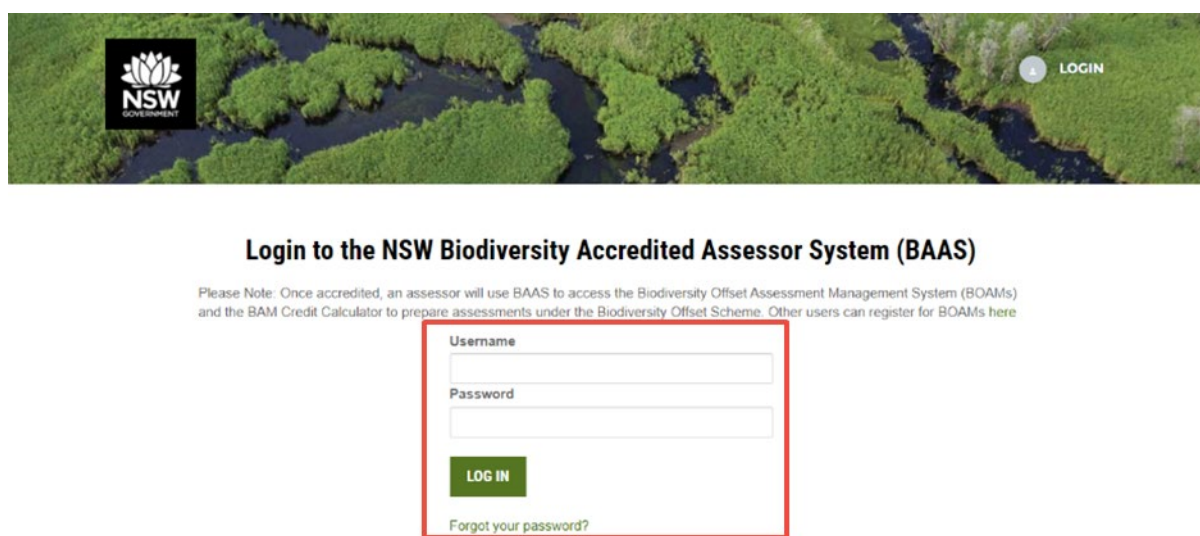 NSW
GOVERNMENT
LOGIN
Login to the NSW Biodiversity Accredited Assessor System (BAAS)
Please Note: Once accredited, an assessor will use BAAS to access the Biodiversity Offset Assessment Management System (BOAMs)
and the BAM Credit Calculator to prepare assessments under the Biodiversity Offset Scheme. Other users can register for BOAMs here
Username
Password
LOG IN
Forgot your password?